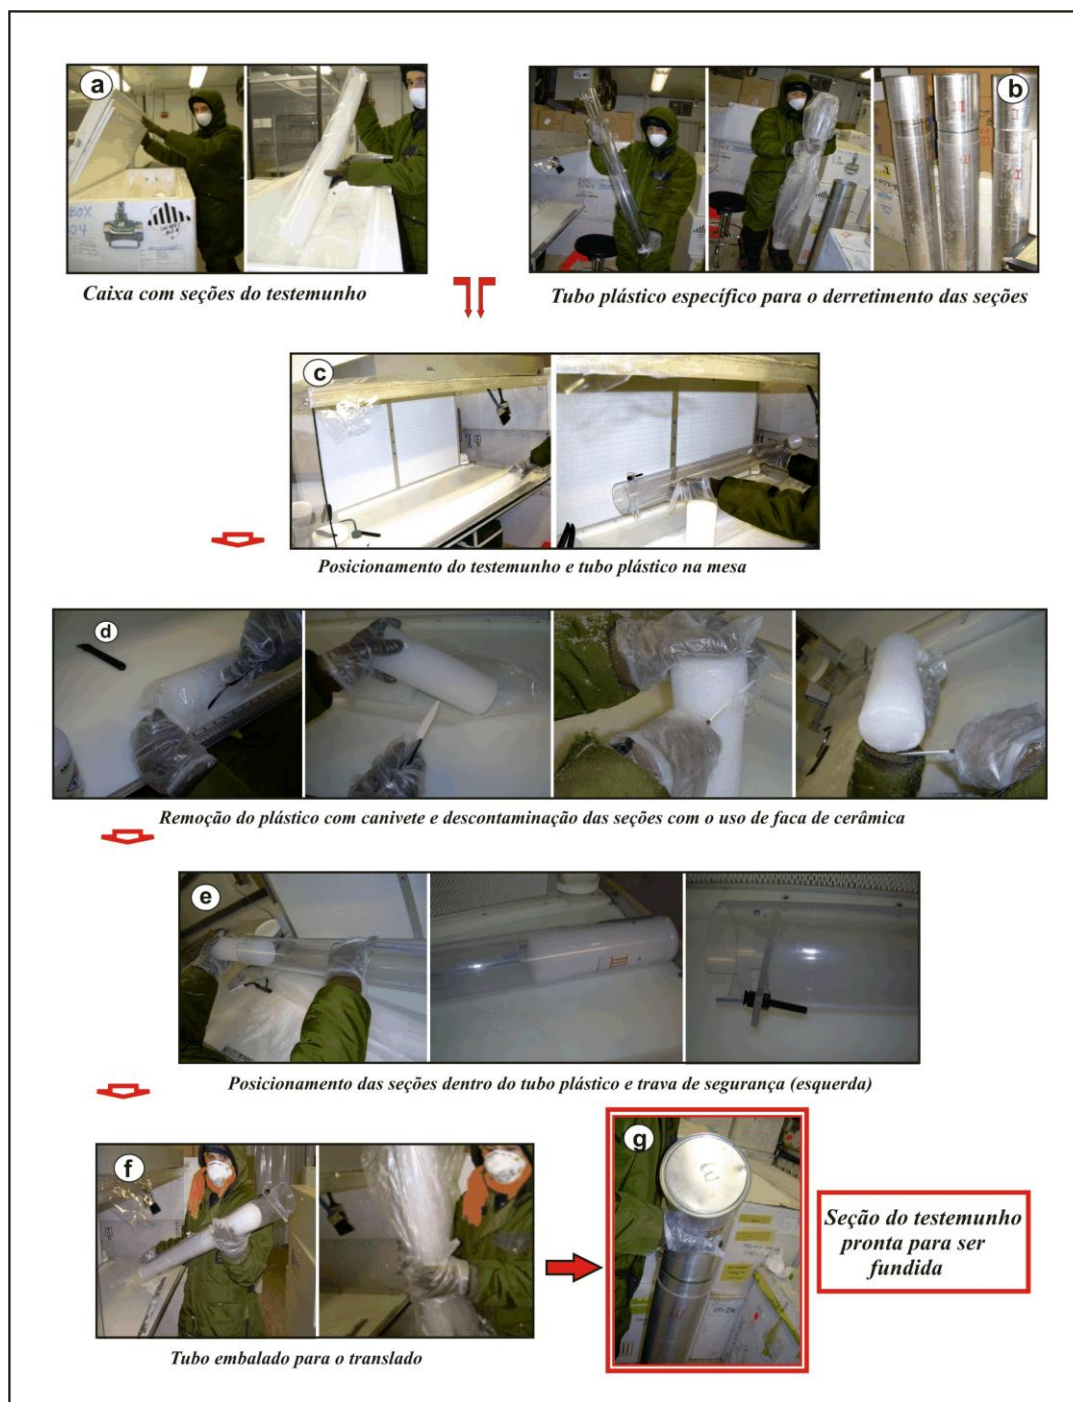 a
Caixa com seções do testemunho
b
Tubo plástico específico para o derretimento das seções
c
Posicionamento do testemunho e tubo plástico na mesa
d
Remoção do plástico com canivete e descontaminação das seções com o uso de faca de cerâmica
e
Posicionamento das seções dentro do tubo plástico e trava de segurança (esquerda)
f
Tubo embalado para o translado
g
Seção do testemunho
pronta para ser
fundida
BOX
24